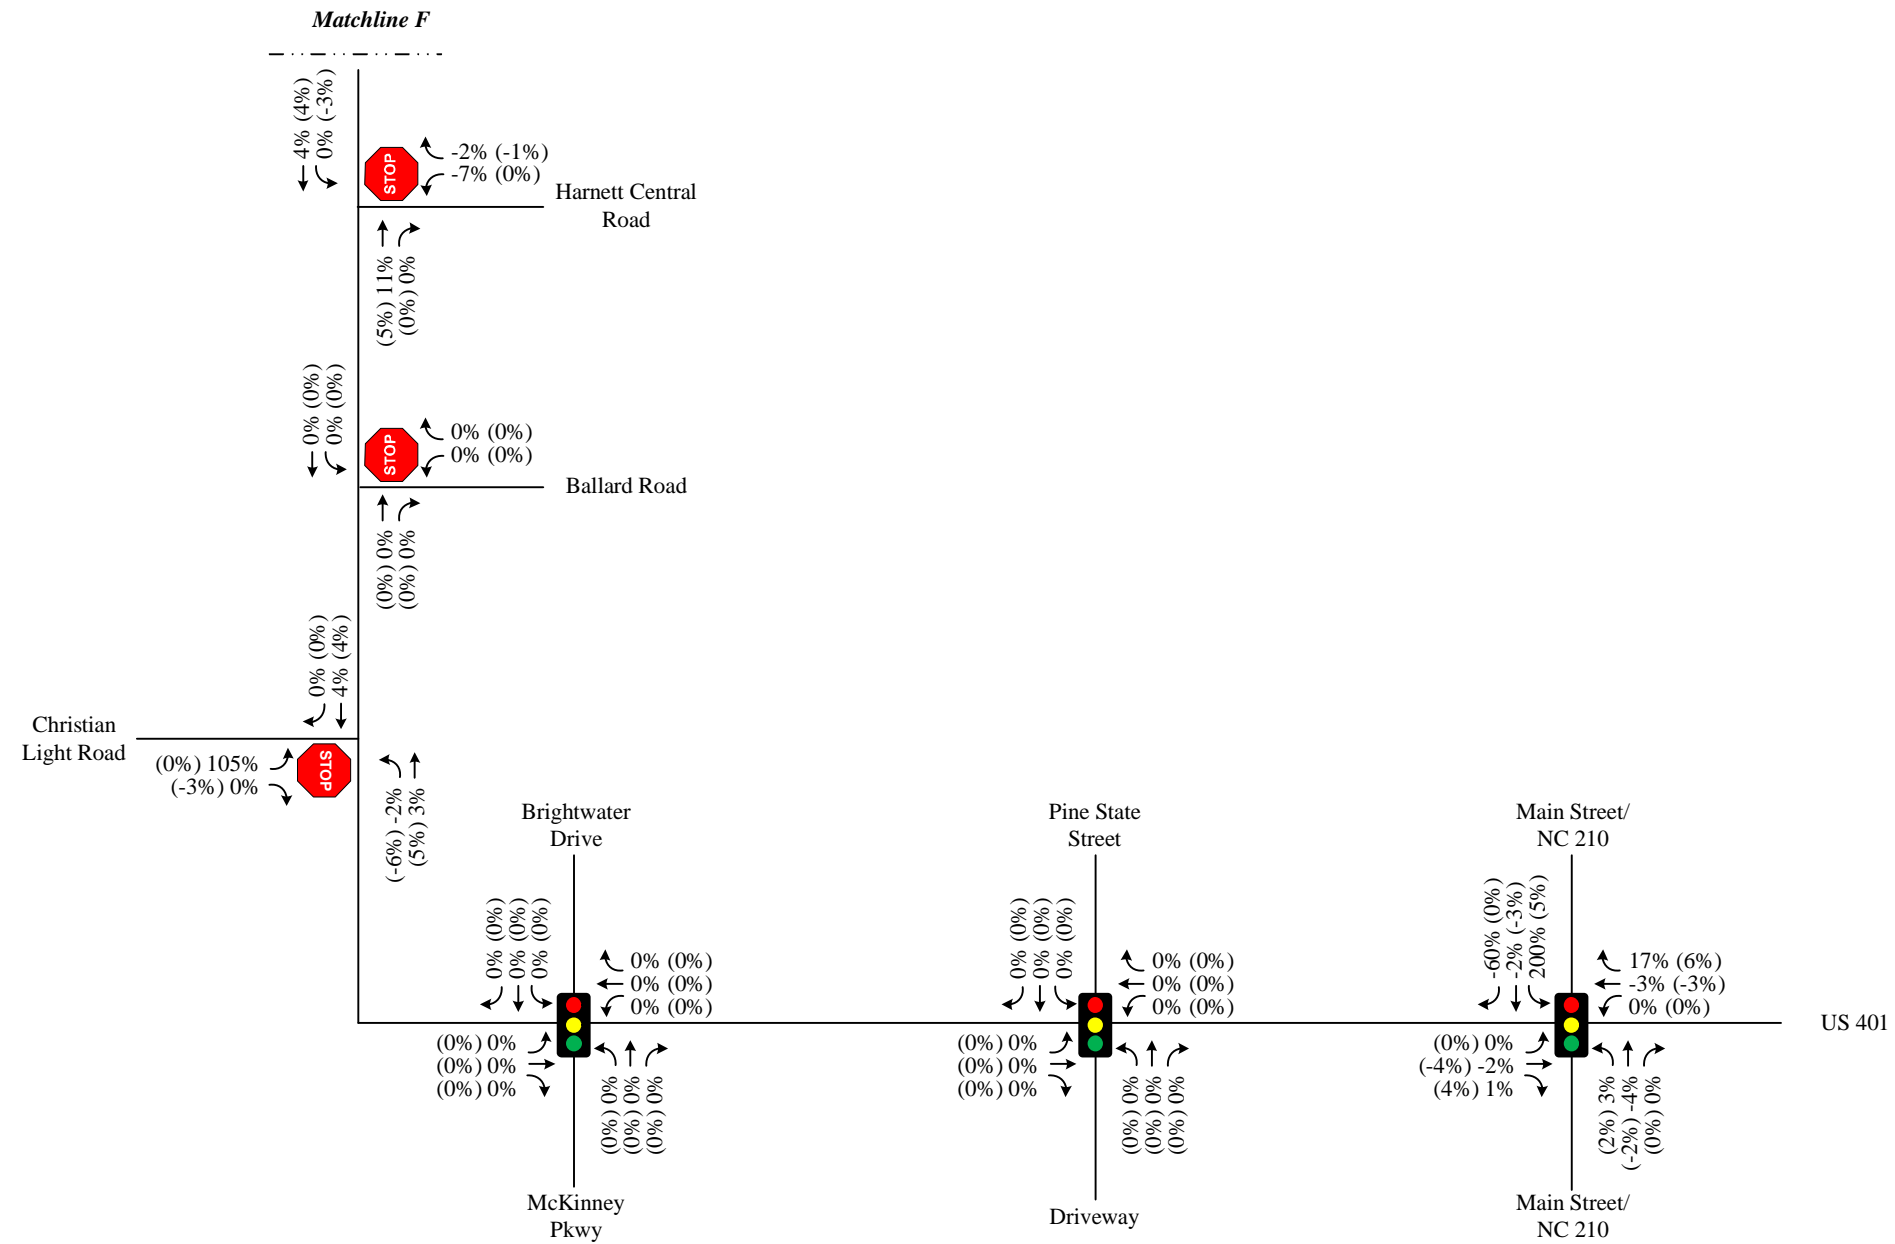 Matchline F
4% (4%)
0% (-3%)
STOP
-2% (-1%)
-7% (0%)
Harnett Central
Road
(5%) 11%
(0%) 0%
0% (0%)
0% (0%)
STOP
0% (0%)
0% (0%)
Ballard Road
(0%) 0%
(0%) 0%
0% (0%)
4% (4%)
Christian
Light Road
(0%) 105%
(-3%) 0%
STOP
(-6%) -2%
(5%) 3%
Brightwater
Drive
0% (0%)
0% (0%)
0% (0%)
0% (0%)
0% (0%)
0% (0%)
(0%) 0%
(0%) 0%
(0%) 0%
(0%) 0%
(0%) 0%
(0%) 0%
McKinney
Pkwy
Pine State
Street
0% (0%)
0% (0%)
0% (0%)
0% (0%)
0% (0%)
0% (0%)
(0%) 0%
(0%) 0%
(0%) 0%
(0%) 0%
(0%) 0%
(0%) 0%
Driveway
Main Street/
NC 210
-60% (0%)
-2% (-3%)
200% (5%)
17% (6%)
-3% (-3%)
0% (0%)
US 401
(0%) 0%
(-4%) -2%
(4%) 1%
(2%) 3%
(-2%) -4%
(0%) 0%
Main Street/
NC 210